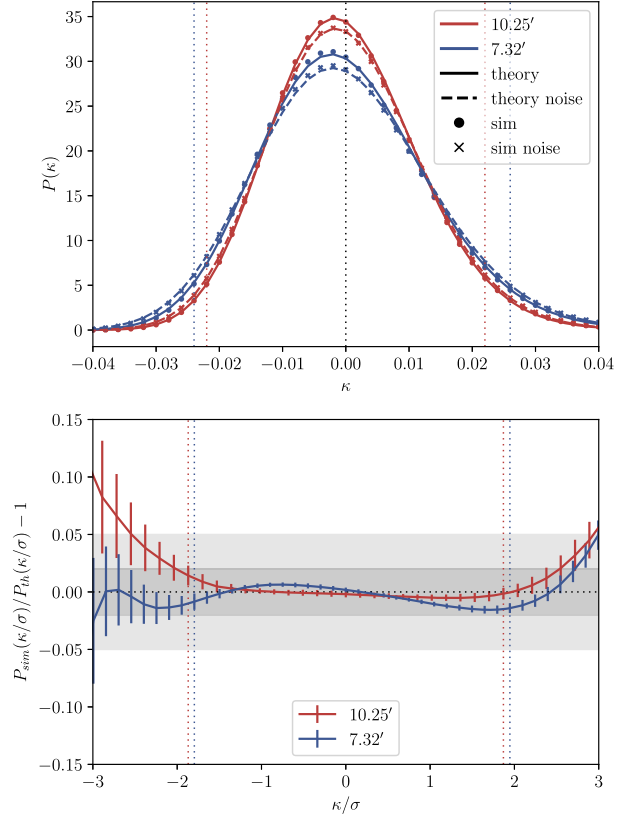 35
30
25
20
15
10
5
0
P(κ)
10.25′
7.32′
theory
theory noise
sim
sim noise
−0.04 −0.03 −0.02 −0.01 0.00 0.01 0.02 0.03 0.04
κ
0.15
0.10
0.05
0.00
−0.05
−0.10
−0.15
P_sim(κ/σ)/P_th(κ/σ) − 1
10.25′
7.32′
−3 −2 −1 0 1 2 3
κ/σ